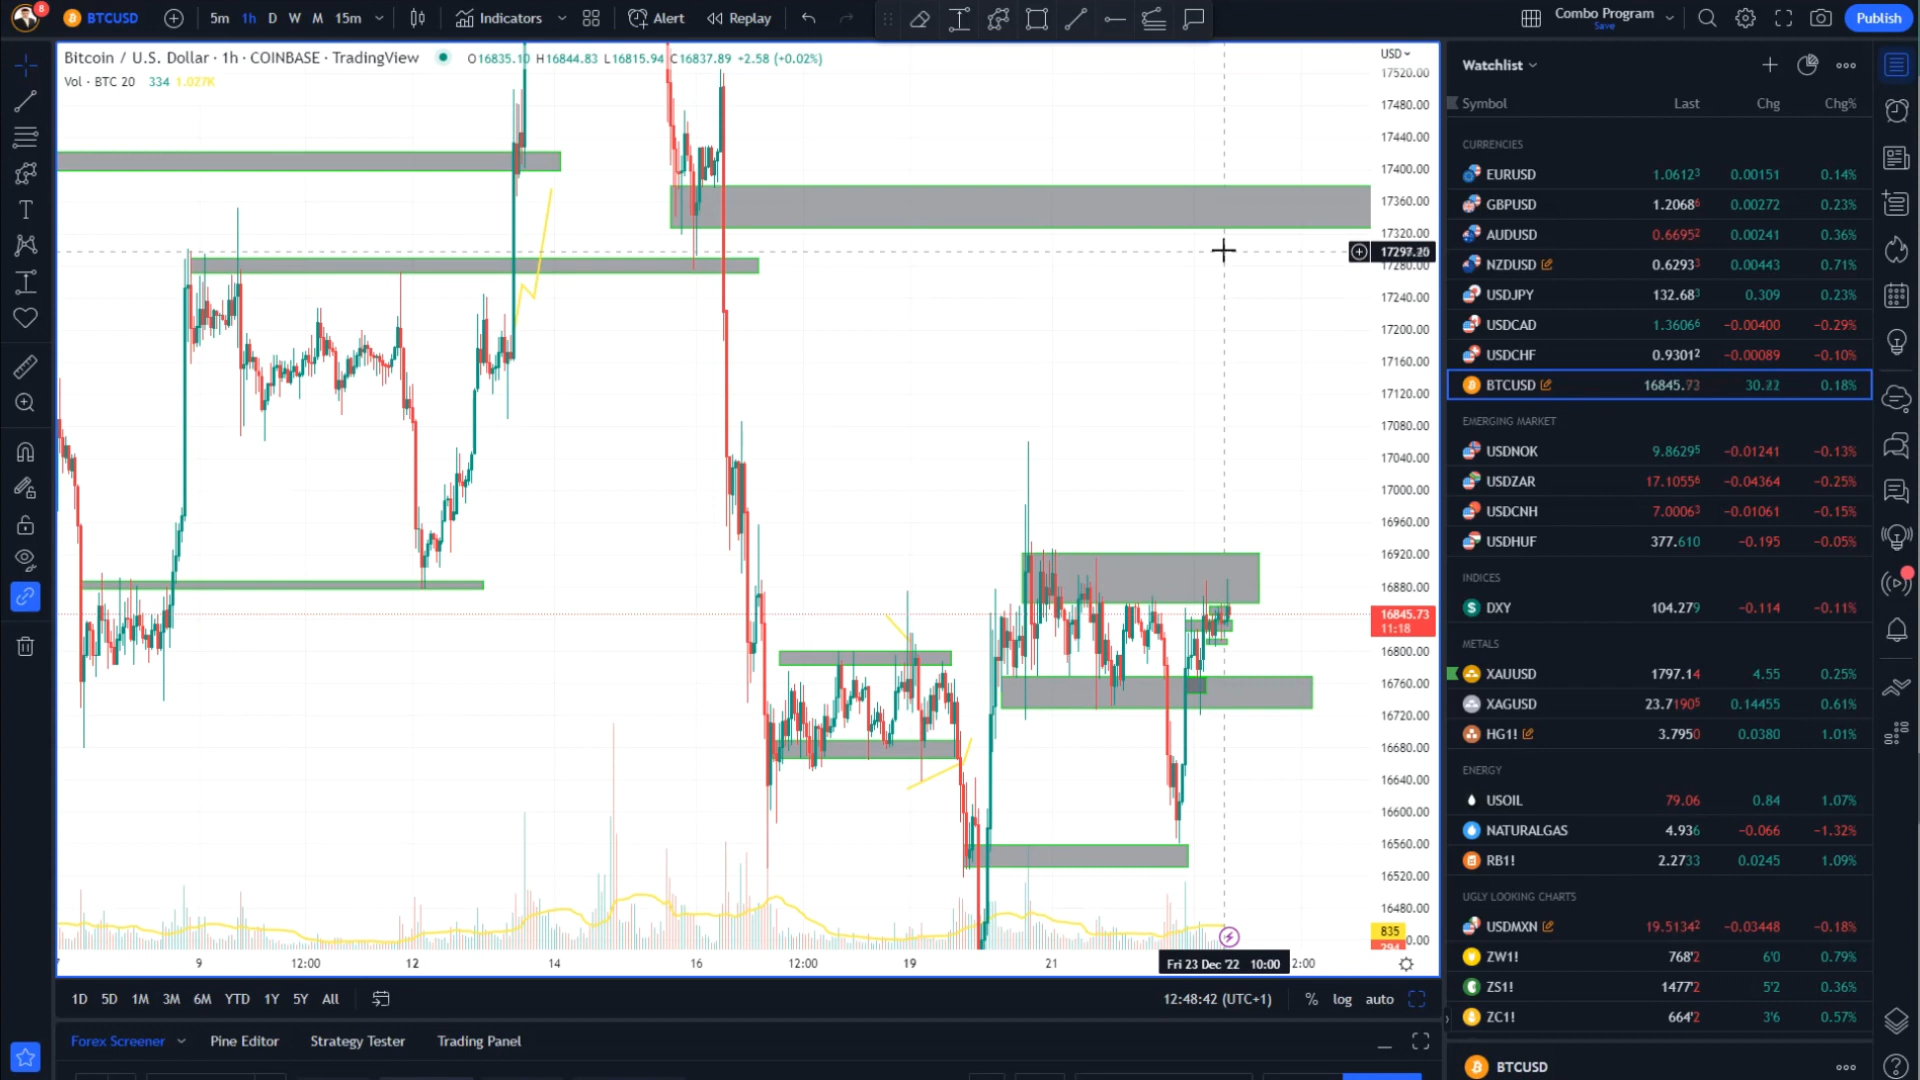 8
BTCUSD
5m 1h D W M 15m
Indicators
Alert
Replay
Combo Program
Save
Publish
Bitcoin / U.S. Dollar · 1h · COINBASE · TradingView
O16835.10 H16844.83 L16815.94 C16837.89 +2.58 (+0.02%)
Vol · BTC 20 334 1.027K
USD
17520.00
17480.00
17440.00
17400.00
17360.00
17320.00
17297.20
17280.00
17240.00
17200.00
17160.00
17120.00
17080.00
17040.00
17000.00
16960.00
16920.00
16880.00
16845.73
11:18
16800.00
16760.00
16720.00
16680.00
16640.00
16600.00
16560.00
16520.00
16480.00
835
294
9 12:00 12 14 16 12:00 19 21 Fri 23 Dec '22 10:00 2:00
1D 5D 1M 3M 6M YTD 1Y 5Y All
12:48:42 (UTC+1) % log auto
Forex Screener Pine Editor Strategy Tester Trading Panel
Watchlist
Symbol Last Chg Chg%
CURRENCIES
EURUSD 1.06123 0.00151 0.14%
GBPUSD 1.20686 0.00272 0.23%
AUDUSD 0.66952 0.00241 0.36%
NZDUSD 0.62933 0.00443 0.71%
USDJPY 132.683 0.309 0.23%
USDCAD 1.36066 −0.00400 −0.29%
USDCHF 0.93012 −0.00089 −0.10%
BTCUSD 16845.73 30.22 0.18%
EMERGING MARKET
USDNOK 9.86295 −0.01241 −0.13%
USDZAR 17.10556 −0.04364 −0.25%
USDCNH 7.00063 −0.01061 −0.15%
USDHUF 377.610 −0.195 −0.05%
INDICES
DXY 104.279 −0.114 −0.11%
METALS
XAUUSD 1797.14 4.55 0.25%
XAGUSD 23.71905 0.14455 0.61%
HG1! 3.7950 0.0380 1.01%
ENERGY
USOIL 79.06 0.84 1.07%
NATURALGAS 4.936 −0.066 −1.32%
RB1! 2.2733 0.0245 1.09%
UGLY LOOKING CHARTS
USDMXN 19.51342 −0.03448 −0.18%
ZW1! 768'2 6'0 0.79%
ZS1! 1477'2 5'2 0.36%
ZC1! 664'2 3'6 0.57%
BTCUSD